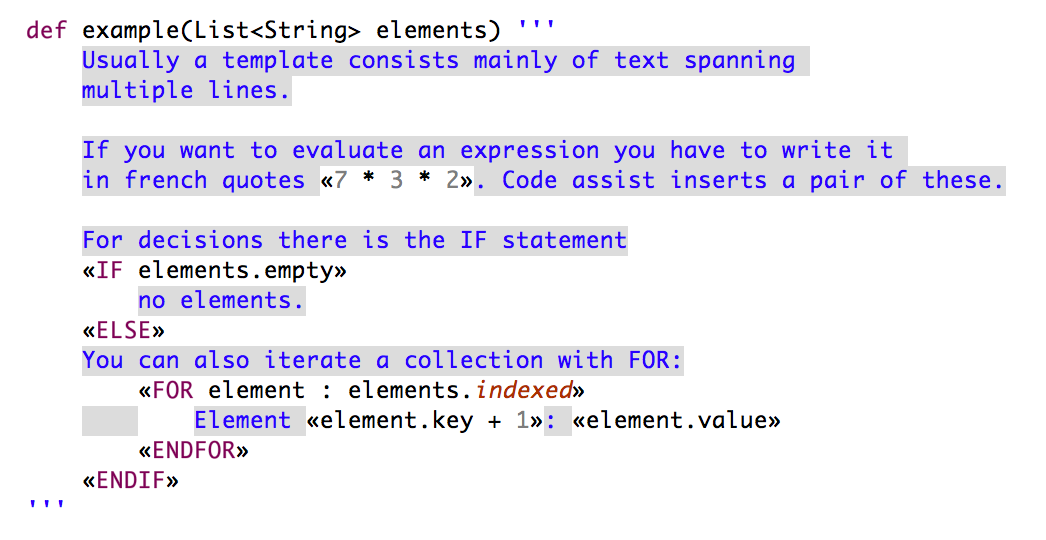 def example(List<String> elements) '''
    Usually a template consists mainly of text spanning
    multiple lines.

    If you want to evaluate an expression you have to write it
    in french quotes «7 * 3 * 2». Code assist inserts a pair of these.

    For decisions there is the IF statement
    «IF elements.empty»
        no elements.
    «ELSE»
    You can also iterate a collection with FOR:
        «FOR element : elements.indexed»
            Element «element.key + 1»: «element.value»
        «ENDFOR»
    «ENDIF»
'''